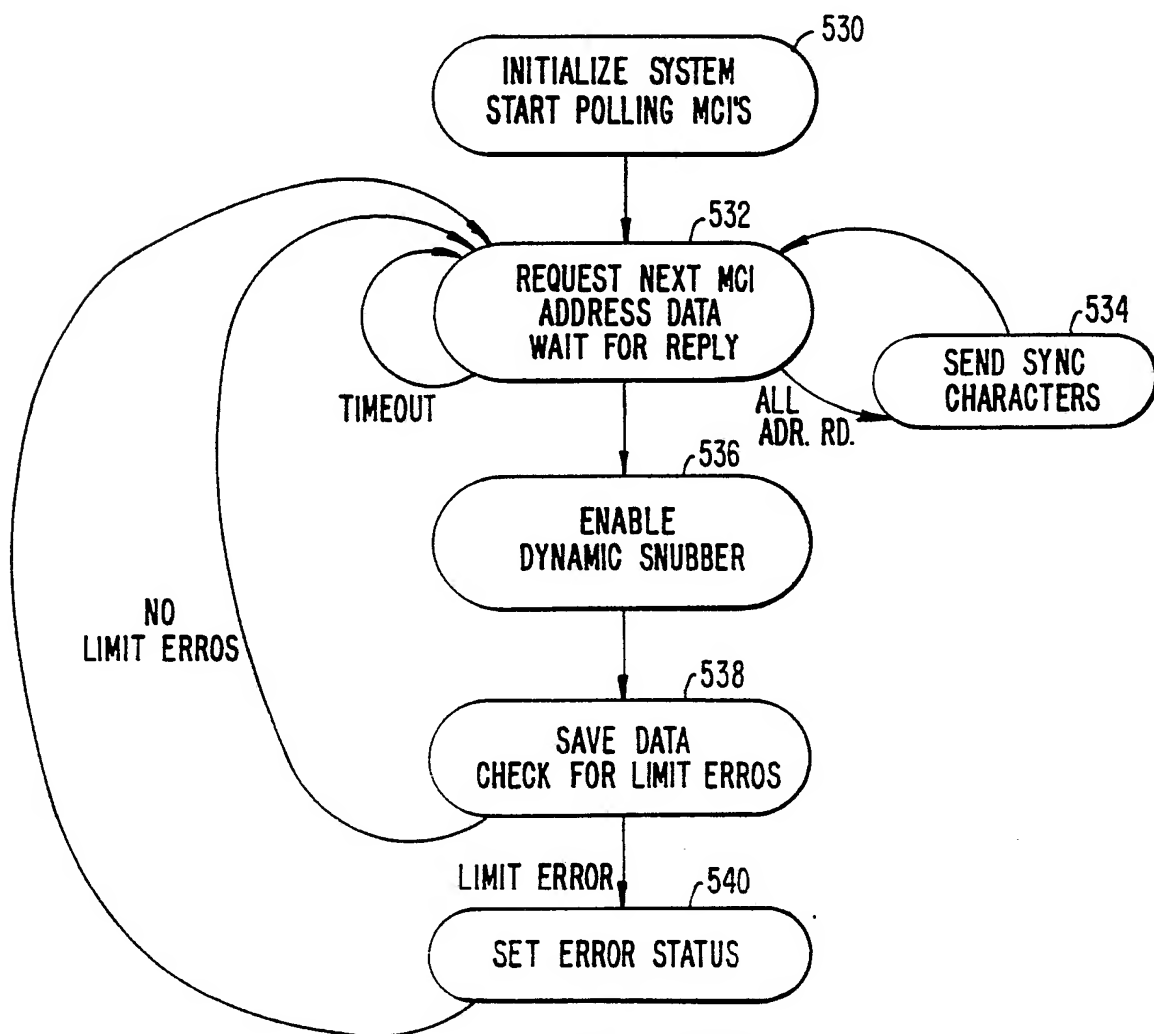 530
INITIALIZE SYSTEM
START POLLING MCI'S
532
REQUEST NEXT MCI
ADDRESS DATA
WAIT FOR REPLY
534
SEND SYNC
CHARACTERS
TIMEOUT
ALL
ADR. RD.
536
ENABLE
DYNAMIC SNUBBER
NO
LIMIT ERROS
538
SAVE DATA
CHECK FOR LIMIT ERROS
LIMIT ERROR
540
SET ERROR STATUS